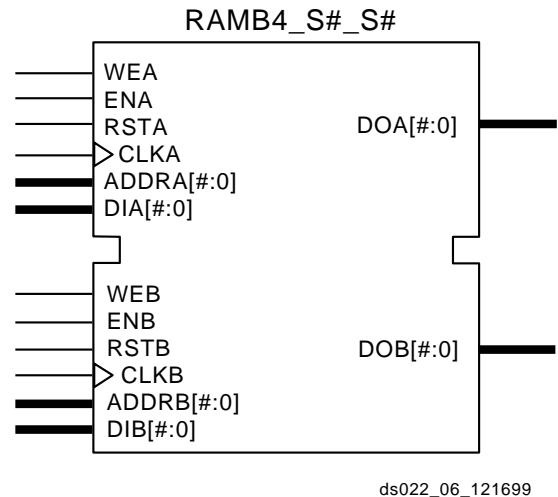 RAMB4_S#_S#
WEA
ENA
RSTA
DOA[#:0]
CLKA
ADDRA[#:0]
DIA[#:0]
WEB
ENB
RSTB
DOB[#:0]
CLKB
ADDRB[#:0]
DIB[#:0]
ds022_06_121699